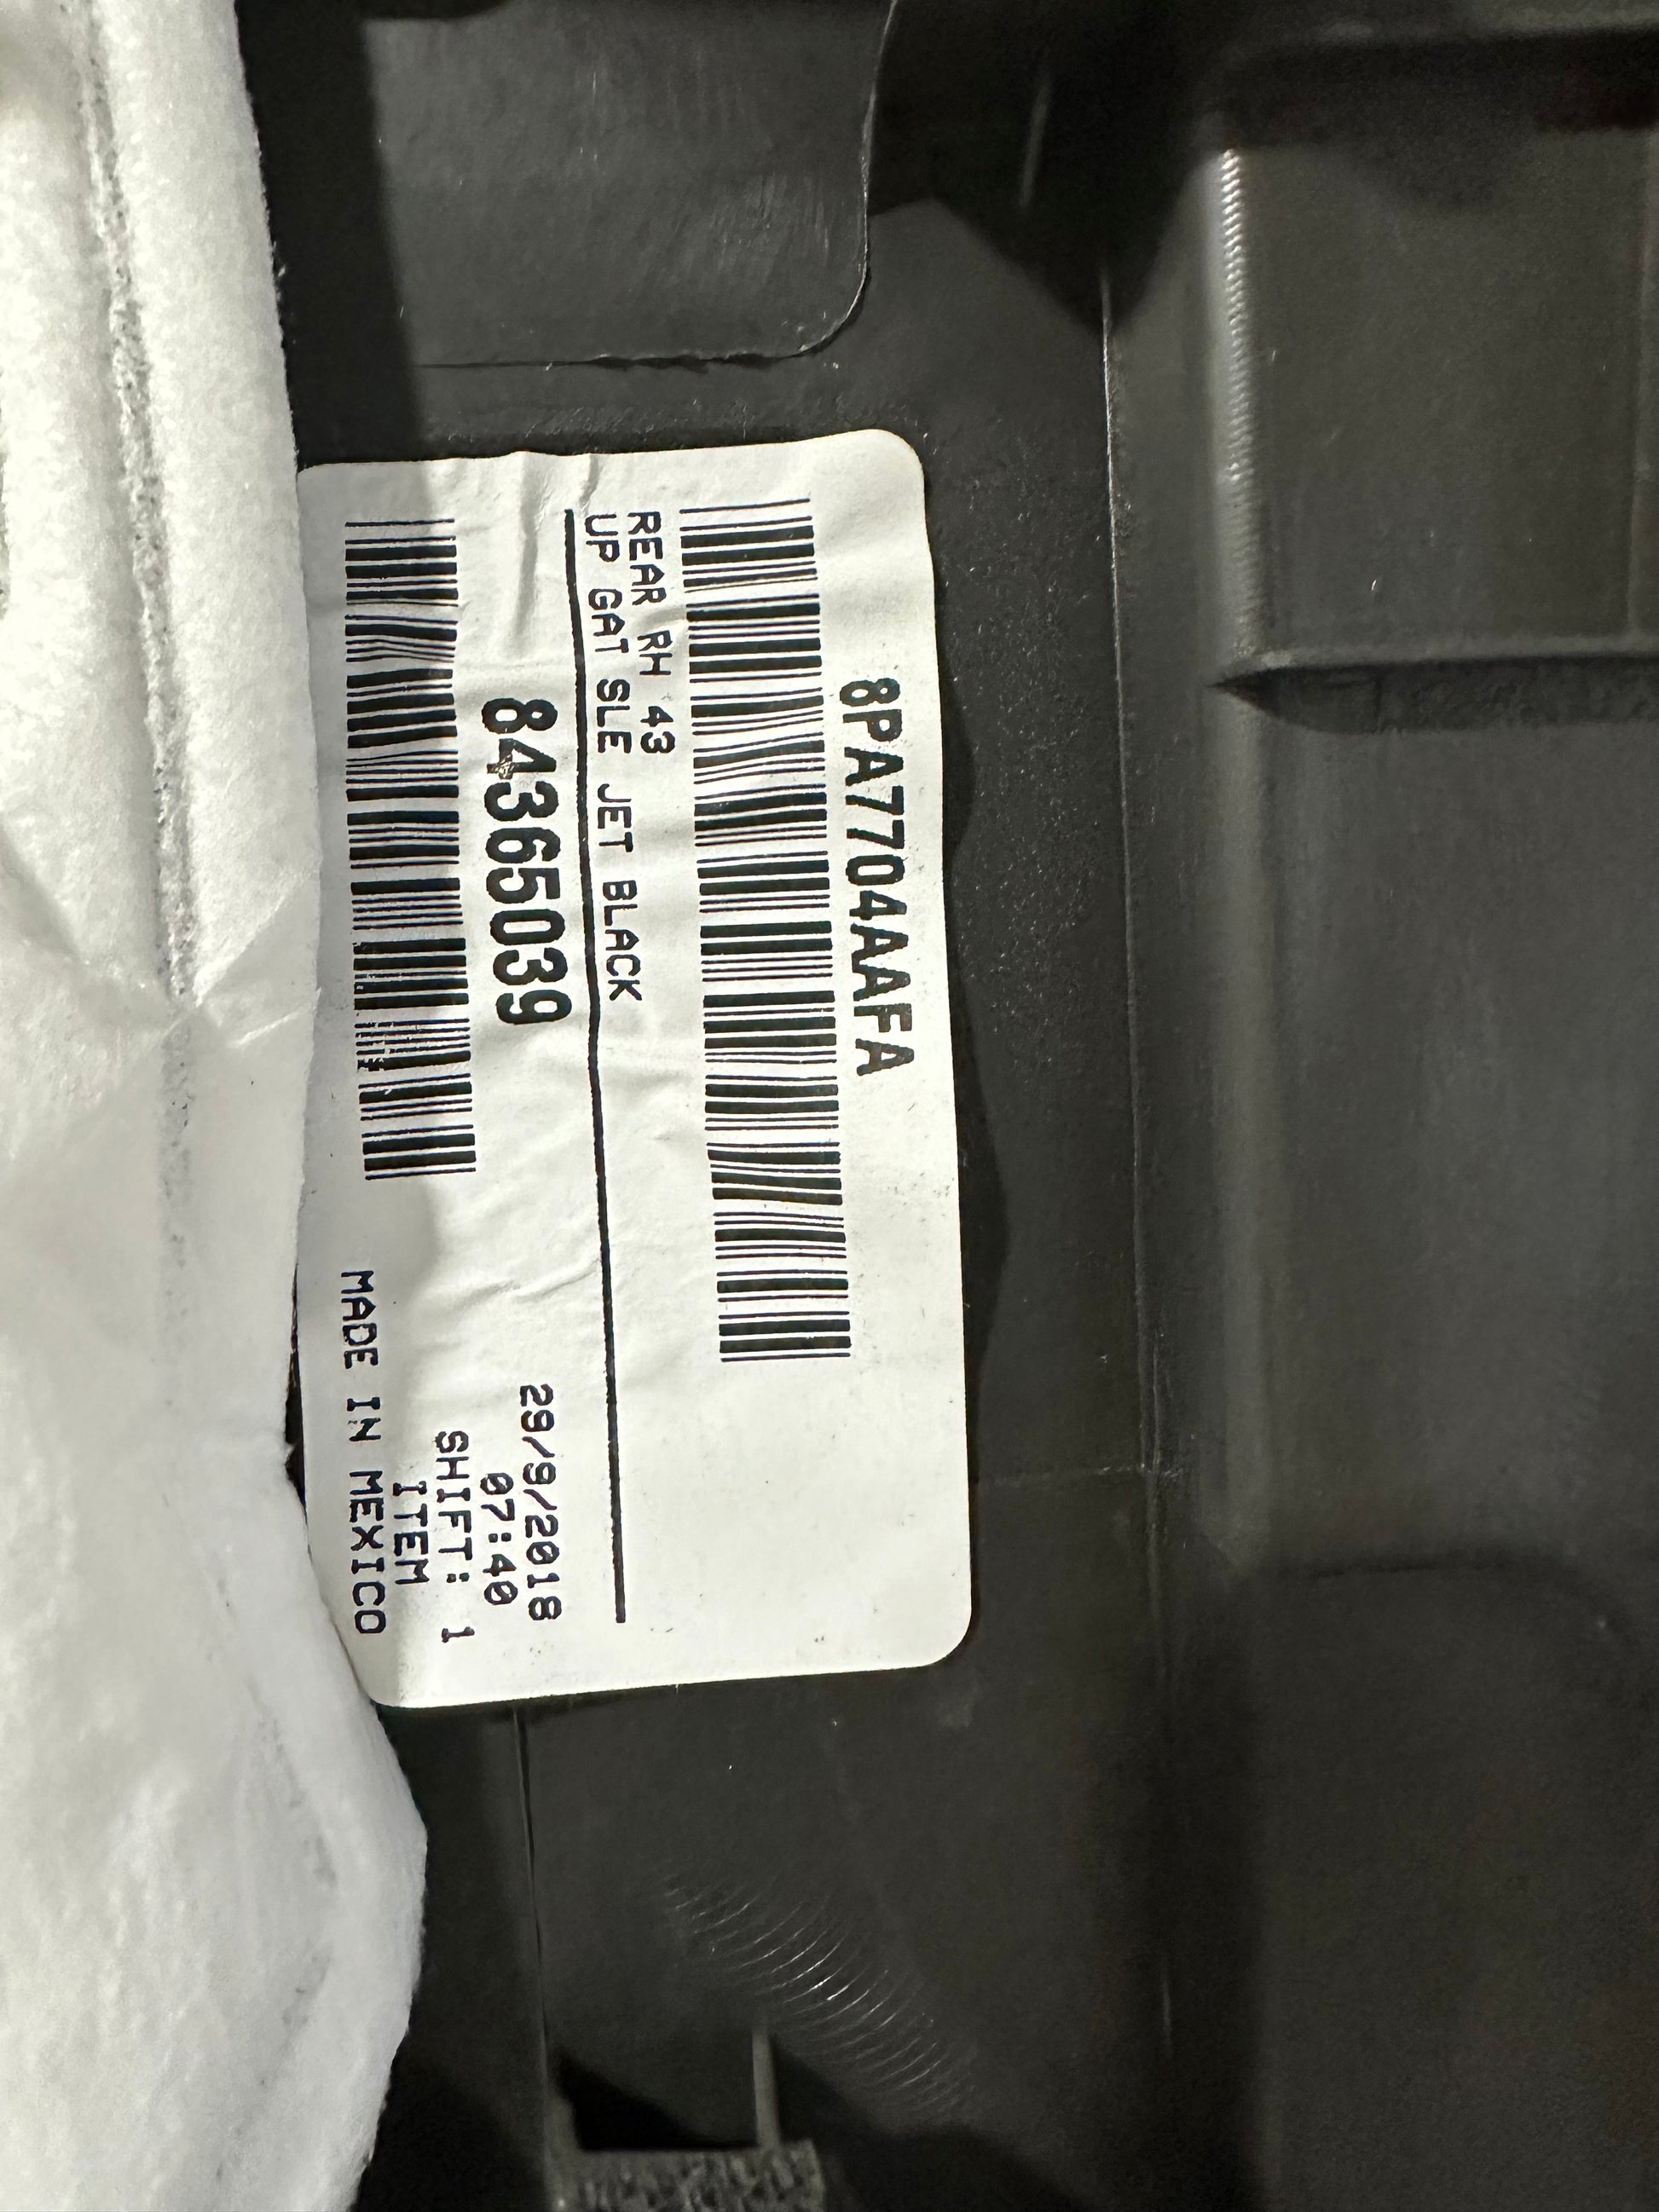 8PA7704AAFA
REAR RH 43
UP GAT SLE JET BLACK
84365039
29/9/2018
07:40
SHIFT: 1
ITEM
MADE IN MEXICO